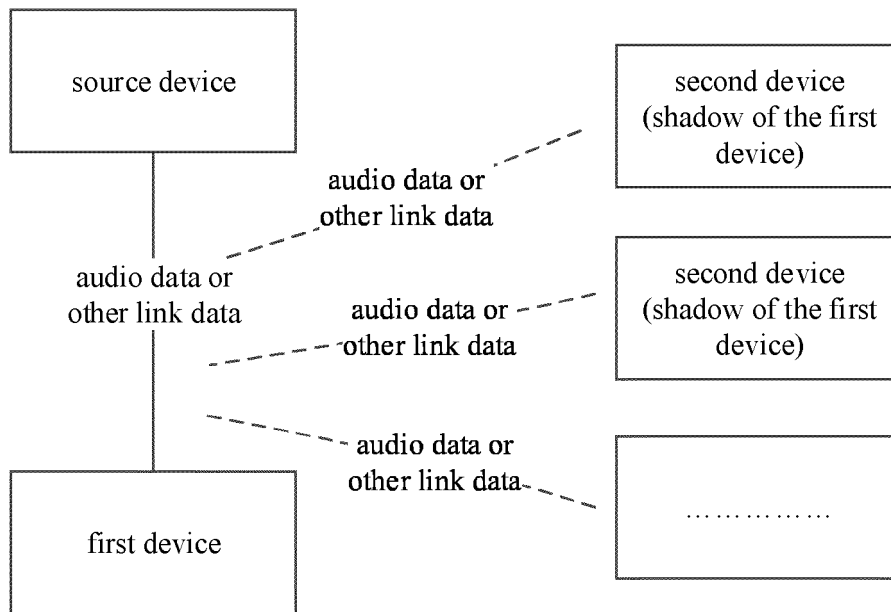 source device
second device
(shadow of the first
device)
audio data or
other link data
audio data or
other link data
second device
(shadow of the first
device)
audio data or
other link data
audio data or
other link data
first device
……………